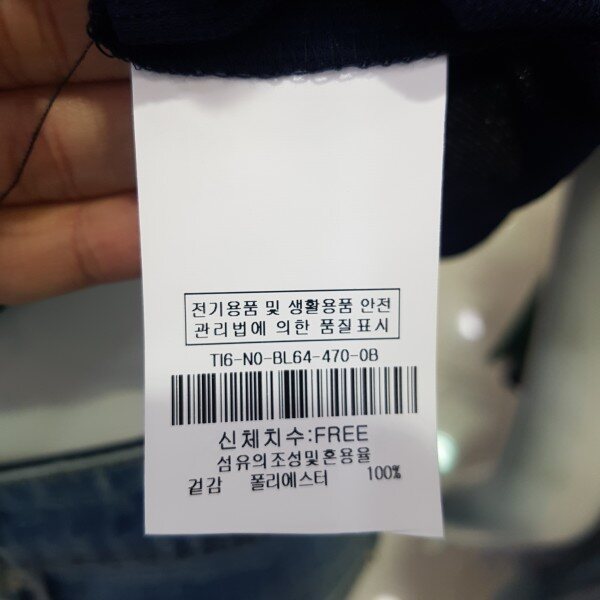 전기용품 및 생활용품 안전
관리법에 의한 품질표시
TI6-N0-BL64-470-0B
신체치수:FREE
섬유의조성및혼용율
겉감 폴리에스터 100%